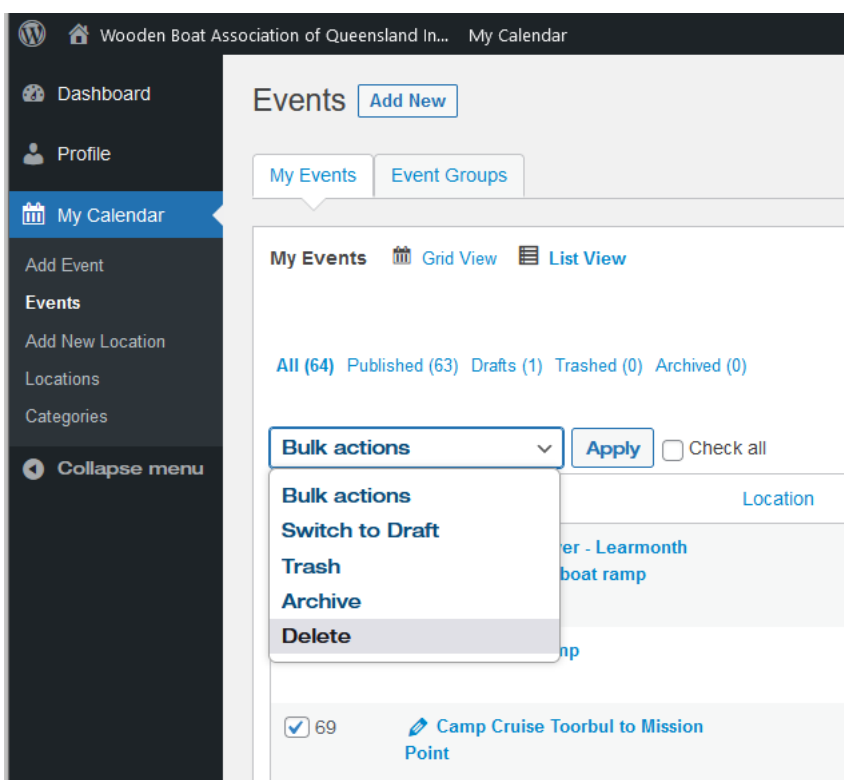 Wooden Boat Association of Queensland In... My Calendar
Dashboard
Profile
My Calendar
Add Event
Events
Add New Location
Locations
Categories
Collapse menu
Events Add New
My Events Event Groups
My Events Grid View List View
All (64) Published (63) Drafts (1) Trashed (0) Archived (0)
Bulk actions Apply Check all
Bulk actions
Switch to Draft
Trash
Archive
Delete
Location
- Learmonth
boat ramp
69 Camp Cruise Toorbul to Mission
Point